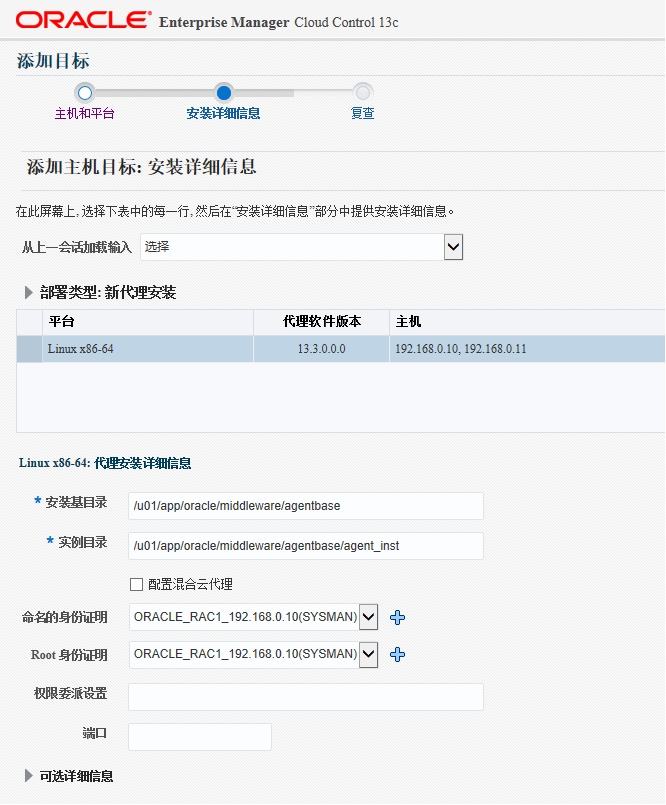 ORACLE® Enterprise Manager Cloud Control 13c
添加目标
主机和平台 安装详细信息 复查
添加主机目标: 安装详细信息
在此屏幕上, 选择下表中的每一行, 然后在“安装详细信息”部分中提供安装详细信息。
从上一会话加载输入 选择
部署类型: 新代理安装
平台 代理软件版本 主机
Linux x86-64 13.3.0.0.0 192.168.0.10, 192.168.0.11
Linux x86-64: 代理安装详细信息
* 安装基目录 /u01/app/oracle/middleware/agentbase
* 实例目录 /u01/app/oracle/middleware/agentbase/agent_inst
配置混合云代理
命名的身份证明 ORACLE_RAC1_192.168.0.10(SYSMAN)
Root 身份证明 ORACLE_RAC1_192.168.0.10(SYSMAN)
权限委派设置
端口
可选详细信息